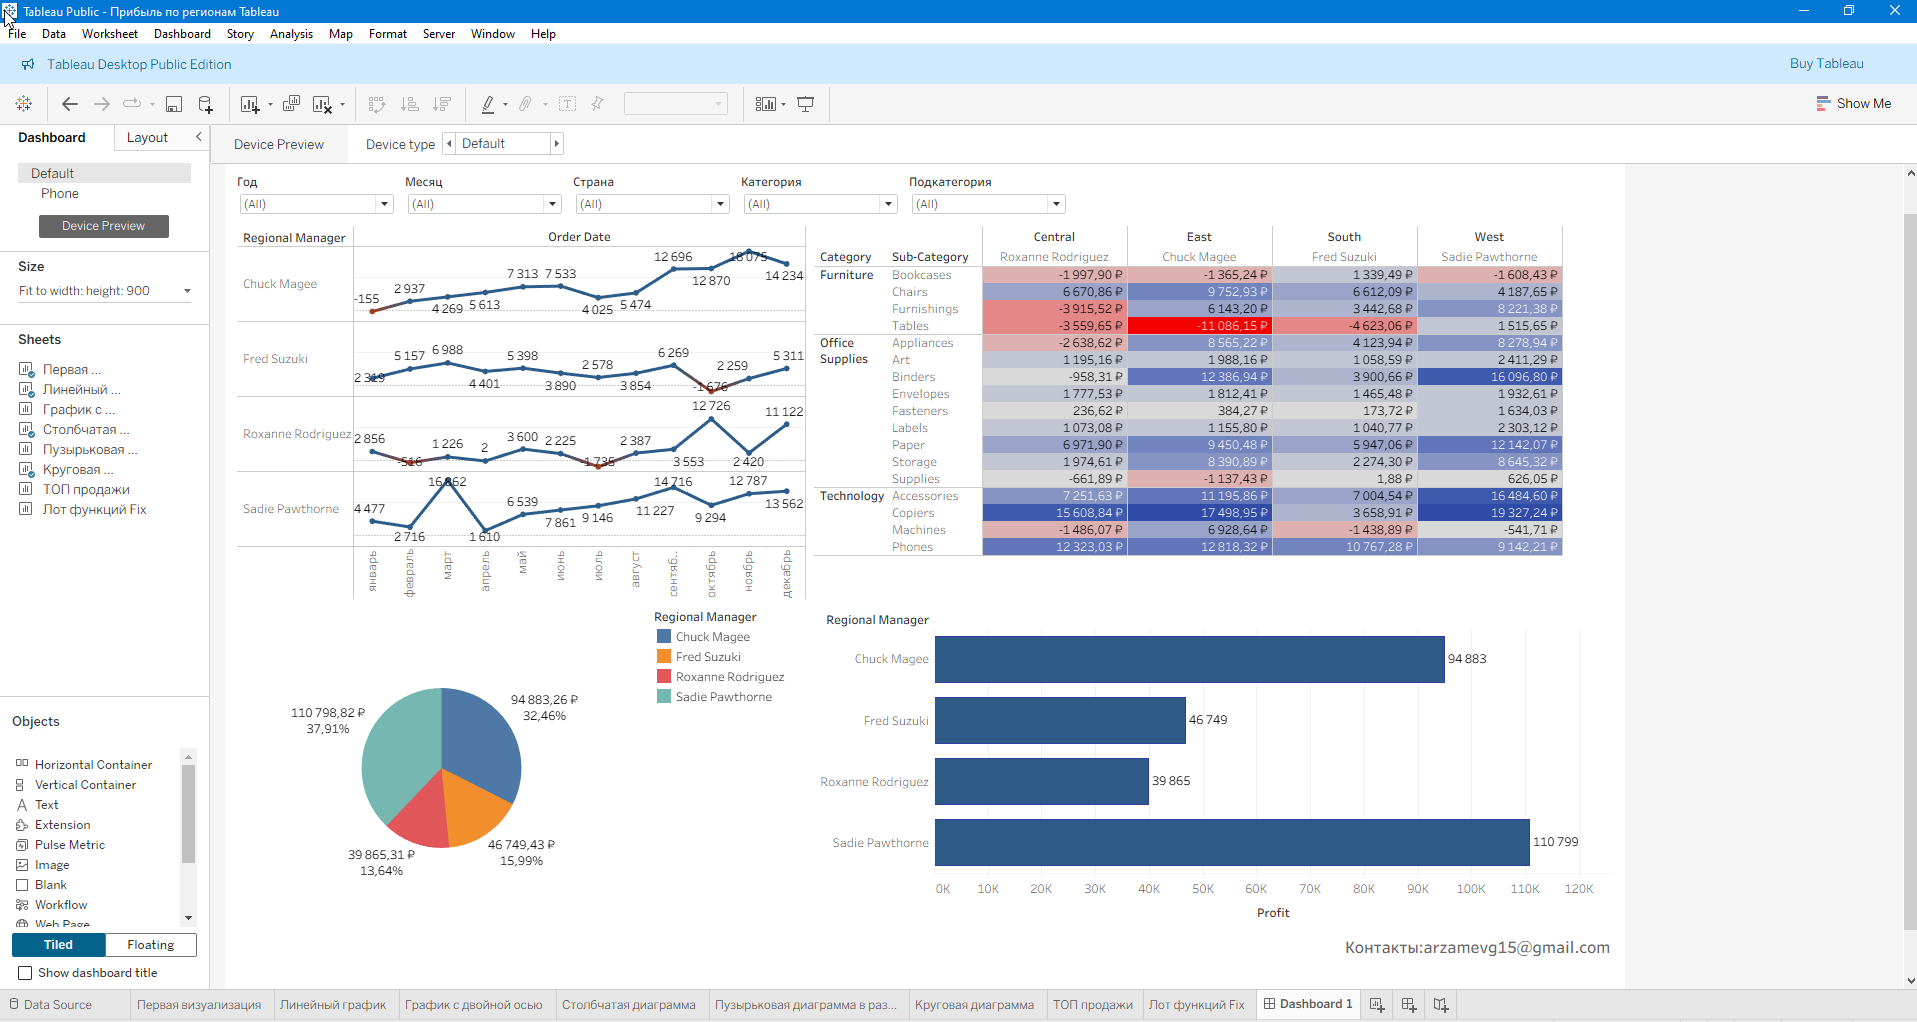 Tableau Public - Прибыль по регионам Tableau
File Data Worksheet Dashboard Story Analysis Map Format Server Window Help
Tableau Desktop Public Edition
Buy Tableau
Show Me
Dashboard Layout
Device Preview Device type Default
Default
Phone
Device Preview
Size
Fit to width: height: 900
Sheets
Первая ...
Линейный ...
График с ...
Столбчатая ...
Пузырьковая ...
Круговая ...
ТОП продажи
Лот функций Fix
Objects
Horizontal Container
Vertical Container
Text
Extension
Pulse Metric
Image
Blank
Workflow
Web Page
Tiled Floating
Show dashboard title
Год Месяц Страна Категория Подкатегория
(All) (All) (All) (All) (All)
Regional Manager Order Date
Chuck Magee
-155 2 937 4 269 5 613 7 313 7 533 4 025 5 474 12 696 12 870 18 075 14 234
Fred Suzuki
2 319 5 157 6 988 4 401 5 398 3 890 2 578 3 854 6 269 -1 676 2 259 5 311
Roxanne Rodriguez
2 856 -516 1 226 2 3 600 2 225 -1 735 2 387 3 553 12 726 2 420 11 122
Sadie Pawthorne
4 477 2 716 16 862 1 610 6 539 7 861 9 146 11 227 14 716 9 294 12 787 13 562
январь февраль март апрель май июнь июль август сентяб.. октябрь ноябрь декабрь
Central East South West
Category Sub-Category Roxanne Rodriguez Chuck Magee Fred Suzuki Sadie Pawthorne
Furniture Bookcases -1 997,90 ₽ -1 365,24 ₽ 1 339,49 ₽ -1 608,43 ₽
Chairs 6 670,86 ₽ 9 752,93 ₽ 6 612,09 ₽ 4 187,65 ₽
Furnishings -3 915,52 ₽ 6 143,20 ₽ 3 442,68 ₽ 8 221,38 ₽
Tables -3 559,65 ₽ -11 086,15 ₽ -4 623,06 ₽ 1 515,65 ₽
Office Supplies Appliances -2 638,62 ₽ 8 565,22 ₽ 4 123,94 ₽ 8 278,94 ₽
Art 1 195,16 ₽ 1 988,16 ₽ 1 058,59 ₽ 2 411,29 ₽
Binders -958,31 ₽ 12 386,94 ₽ 3 900,66 ₽ 16 096,80 ₽
Envelopes 1 777,53 ₽ 1 812,41 ₽ 1 465,48 ₽ 1 932,61 ₽
Fasteners 236,62 ₽ 384,27 ₽ 173,72 ₽ 1 634,03 ₽
Labels 1 073,08 ₽ 1 155,80 ₽ 1 040,77 ₽ 2 303,12 ₽
Paper 6 971,90 ₽ 9 450,48 ₽ 5 947,06 ₽ 12 142,07 ₽
Storage 1 974,61 ₽ 8 390,89 ₽ 2 274,30 ₽ 8 645,32 ₽
Supplies -661,89 ₽ -1 137,43 ₽ 1,88 ₽ 626,05 ₽
Technology Accessories 7 251,63 ₽ 11 195,86 ₽ 7 004,54 ₽ 16 484,60 ₽
Copiers 15 608,84 ₽ 17 498,95 ₽ 3 658,91 ₽ 19 327,24 ₽
Machines -1 486,07 ₽ 6 928,64 ₽ -1 438,89 ₽ -541,71 ₽
Phones 12 323,03 ₽ 12 818,32 ₽ 10 767,28 ₽ 9 142,21 ₽
Regional Manager
Chuck Magee
Fred Suzuki
Roxanne Rodriguez
Sadie Pawthorne
94 883,26 ₽
32,46%
110 798,82 ₽
37,91%
46 749,43 ₽
15,99%
39 865,31 ₽
13,64%
Regional Manager
Chuck Magee 94 883
Fred Suzuki 46 749
Roxanne Rodriguez 39 865
Sadie Pawthorne 110 799
0K 10K 20K 30K 40K 50K 60K 70K 80K 90K 100K 110K 120K
Profit
Контакты:arzamevg15@gmail.com
Data Source Первая визуализация Линейный график График с двойной осью Столбчатая диаграмма Пузырьковая диаграмма в раз... Круговая диаграмма ТОП продажи Лот функций Fix Dashboard 1